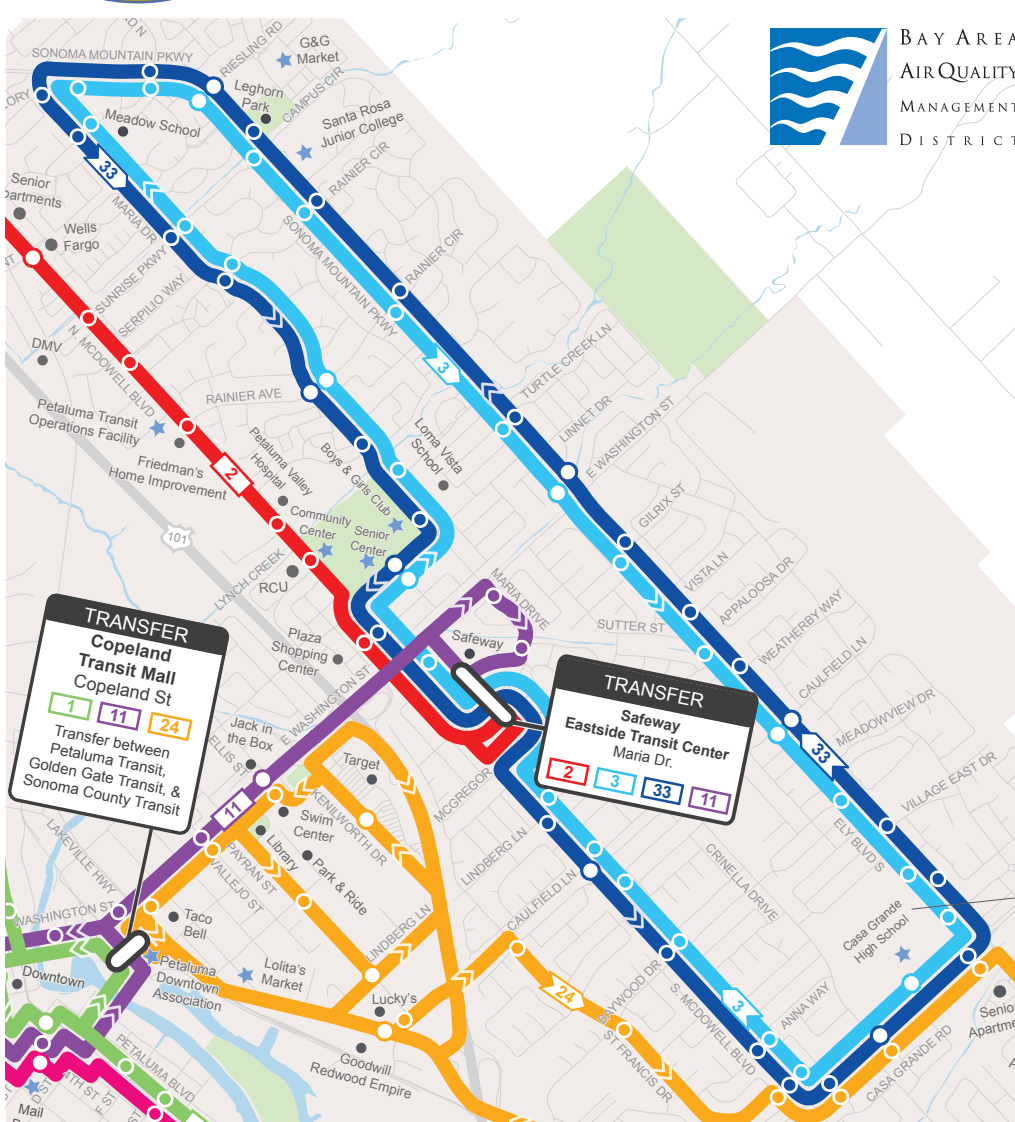 BAY AREA
AIR QUALITY
MANAGEMENT
DISTRICT
SONOMA MOUNTAIN PKWY
RIESLING RD
G&G
Market
Leghorn
Park
CAMPUS CIR
Meadow School
Santa Rosa
Junior College
RAINIER CIR
33
MARIA DR
Senior
partments
Wells
Fargo
SUNRISE PKWY
SERPILIO WAY
SONOMA MOUNTAIN PKWY
RAINIER CIR
DMV
N. MCDOWELL BLVD
3
TURTLE CREEK LN
RAINIER AVE
LINNET DR
E WASHINGTON ST
Petaluma Transit
Operations Facility
Friedman's
Home Improvement
2
Petaluma Valley
Hospital
Boys & Girls Club
Loma Vista
School
Community
Center
Senior
Center
GILRIX ST
101
LYNCH CREEK
RCU
VISTA LN
APPALOOSA DR
WEATHERBY WAY
CAULFIELD LN
MEADOWVIEW DR
VILLAGE EAST DR
MARIA DRIVE
SUTTER ST
Safeway
Plaza
Shopping
Center
E WASHINGTON ST
TRANSFER
Copeland
Transit Mall
Copeland St
1 11 24
Transfer between
Petaluma Transit,
Golden Gate Transit, &
Sonoma County Transit
TRANSFER
Safeway
Eastside Transit Center
Maria Dr.
2 3 33 11
Jack in
the Box
ELLIS ST
Target
33
11
MCGREGOR
KENILWORTH DR
Swim
Center
Library
Park & Ride
PAYRAN ST
VALLEJO ST
LINDBERG LN
LINDBERG LN
CAULFIELD LN
CRINELLA DRIVE
ELY BLVD S
Casa Grande
High School
LAKEVILLE HWY
WASHINGTON ST
Taco
Bell
Downtown
Petaluma
Downtown
Association
Lolita's
Market
Lucky's
24
S. MCDOWELL BLVD
3
ANNA WAY
ST FRANCIS DR
CASA GRANDE RD
Goodwill
Redwood Empire
PETALUMA BLVD
4TH ST
F ST
D ST
Mail